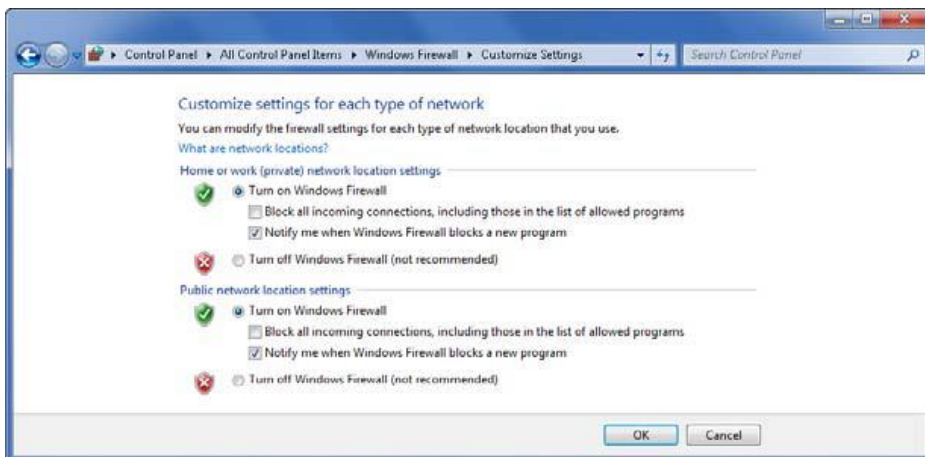 Control Panel ▸ All Control Panel Items ▸ Windows Firewall ▸ Customize Settings
Search Control Panel
Customize settings for each type of network
You can modify the firewall settings for each type of network location that you use.
What are network locations?
Home or work (private) network location settings
Turn on Windows Firewall
Block all incoming connections, including those in the list of allowed programs
Notify me when Windows Firewall blocks a new program
Turn off Windows Firewall (not recommended)
Public network location settings
Turn on Windows Firewall
Block all incoming connections, including those in the list of allowed programs
Notify me when Windows Firewall blocks a new program
Turn off Windows Firewall (not recommended)
OK
Cancel